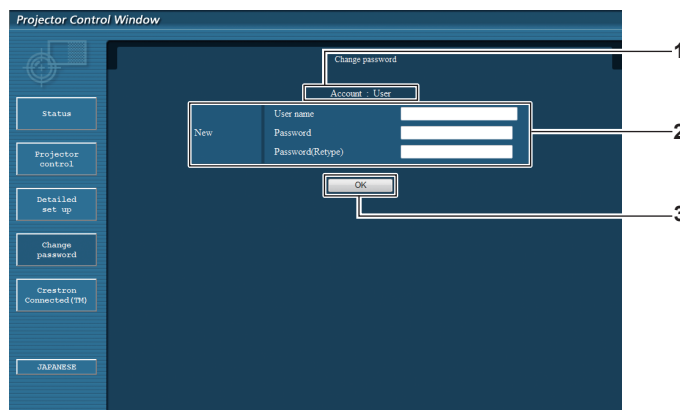 Projector Control Window
Change password
1
Account : User
Status
New
User name
Password
2
Password(Retype)
Projector
control
OK
Detailed
set up
3
Change
password
Crestron
Connected(TM)
JAPANESE